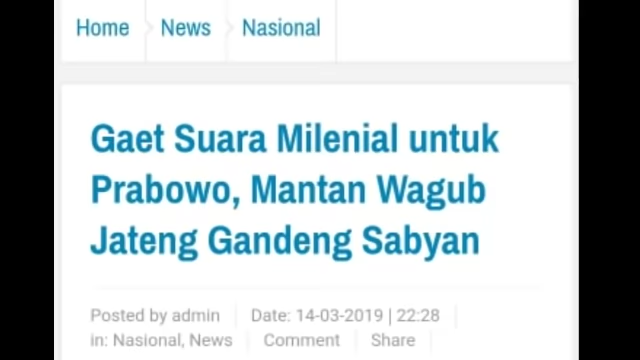 Home News Nasional
Gaet Suara Milenial untuk
Prabowo, Mantan Wagub
Jateng Gandeng Sabyan
Posted by admin Date: 14-03-2019 | 22:28
in: Nasional, News Comment Share